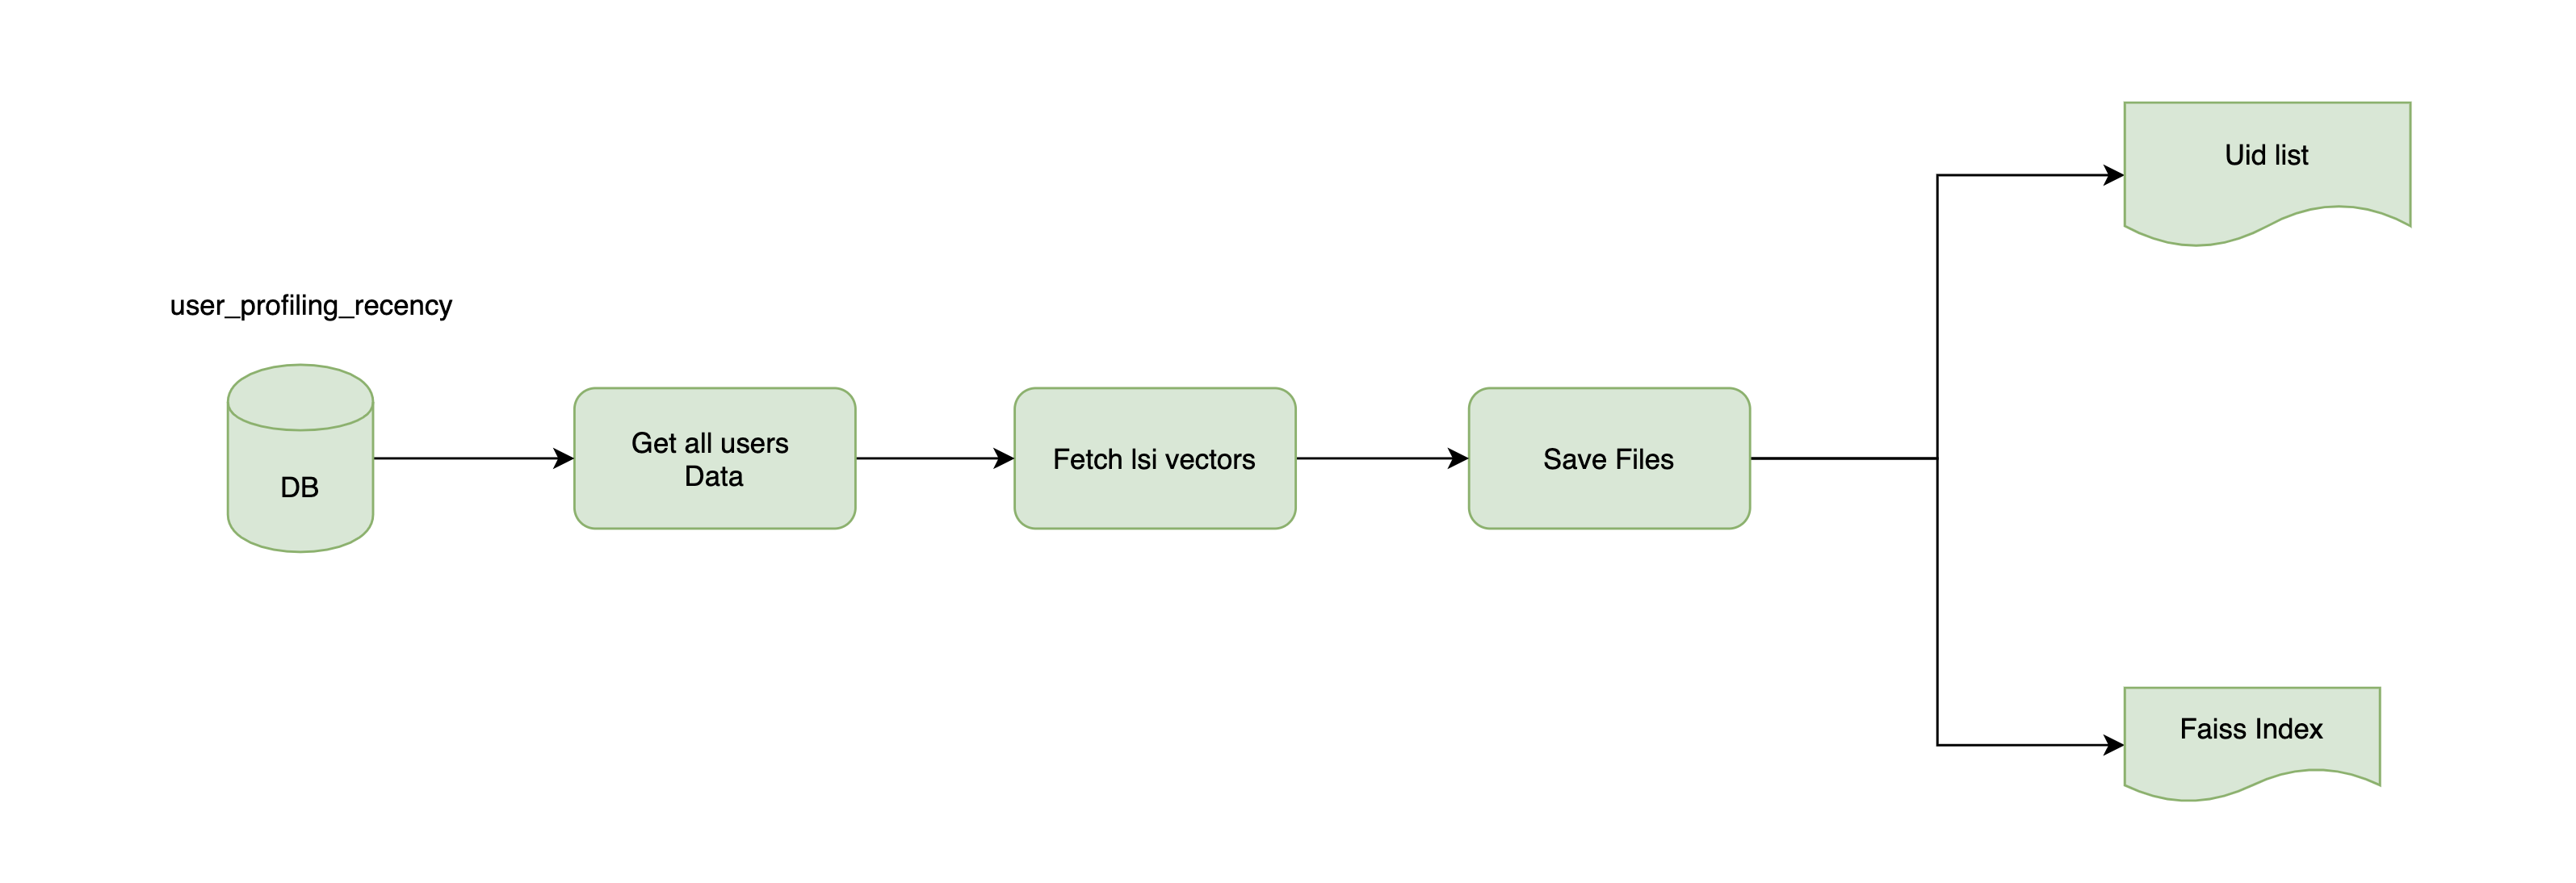 user_profiling_recency
DB
Get all users
Data
Fetch lsi vectors
Save Files
Uid list
Faiss Index